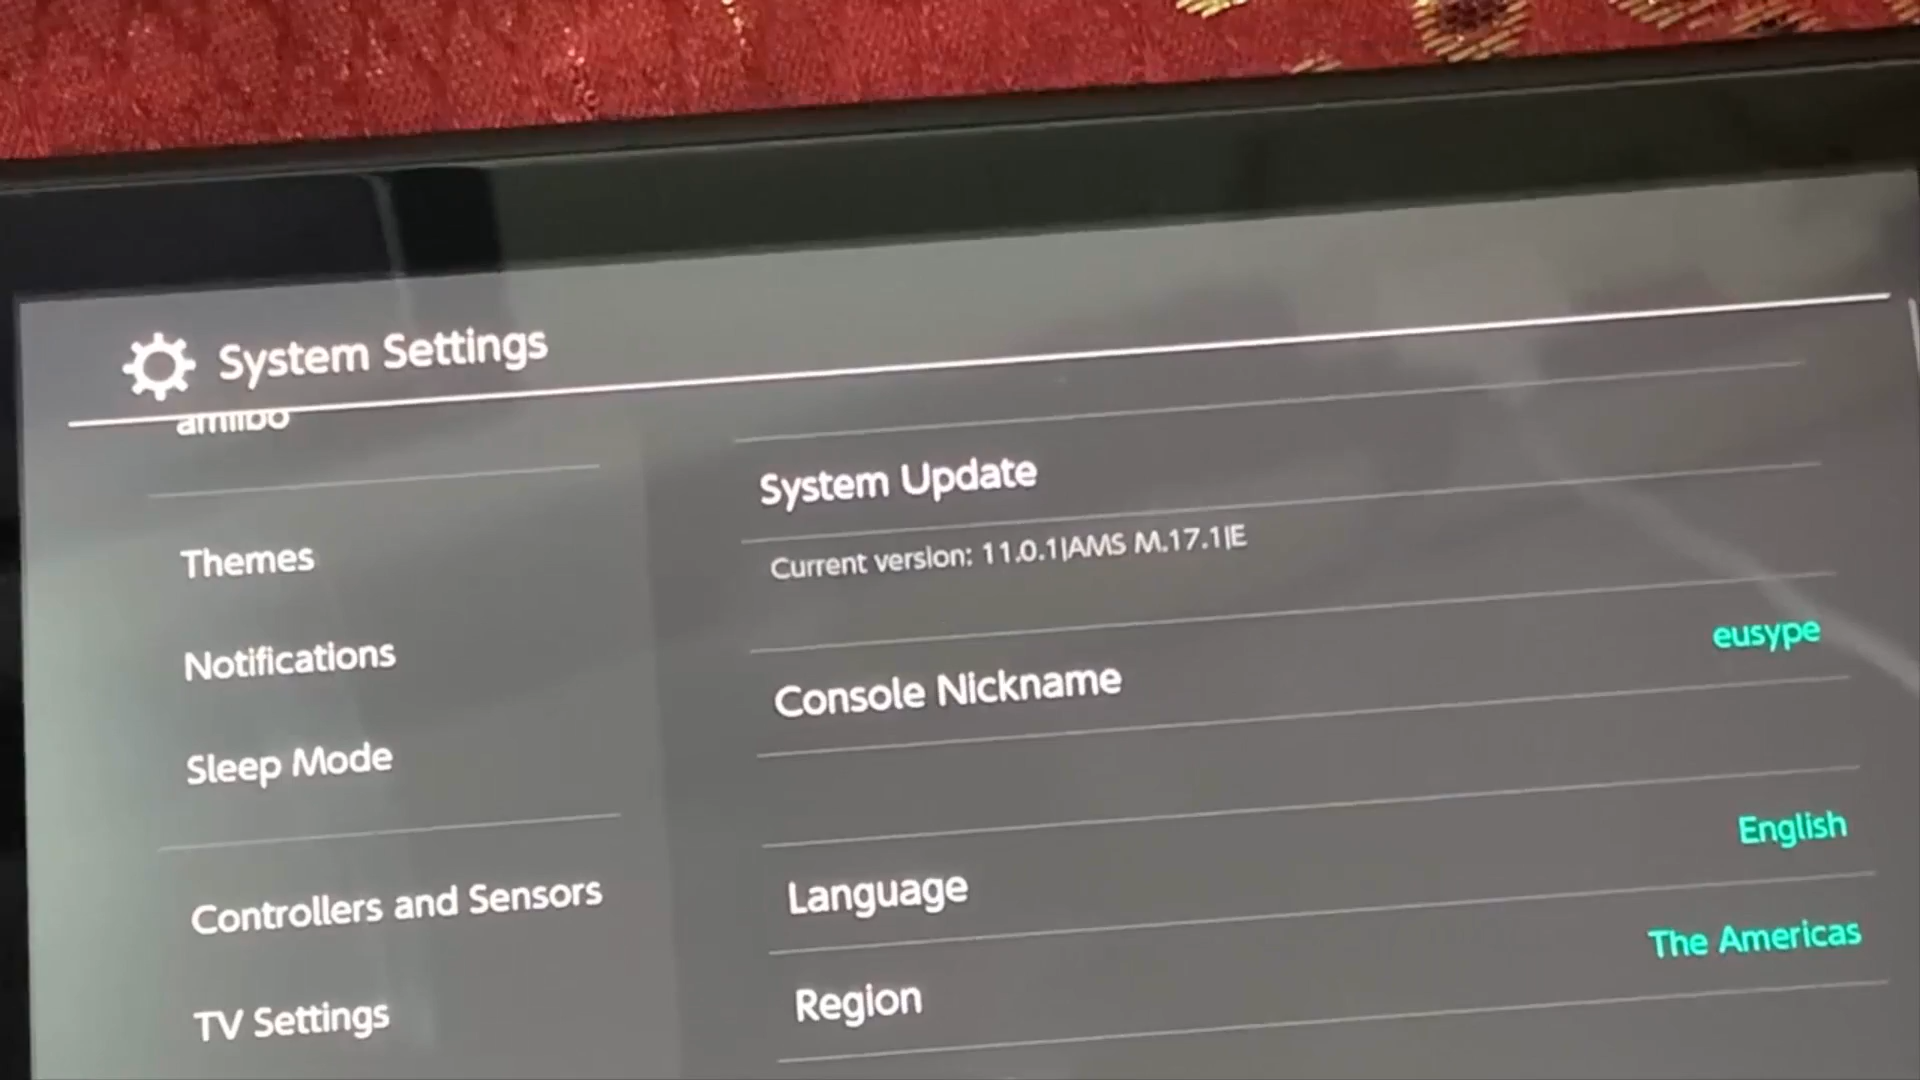 System Settings
amiibo
Themes
Notifications
Sleep Mode
Controllers and Sensors
TV Settings
System Update
Current version: 11.0.1|AMS M.17.1|E
Console Nickname
eusype
Language
English
Region
The Americas